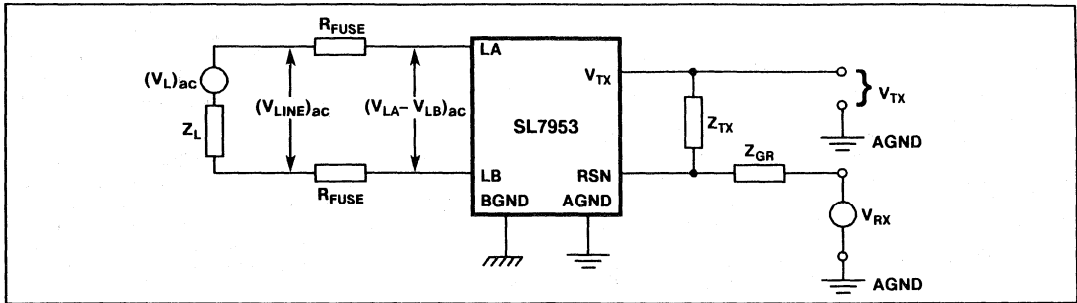 R_FUSE
LA
(V_L)ac
V_TX
(V_LINE)ac
(V_LA – V_LB)ac
} V_TX
Z_L
SL7953
Z_TX
AGND
Z_GR
LB
RSN
R_FUSE
BGND
AGND
V_RX
AGND